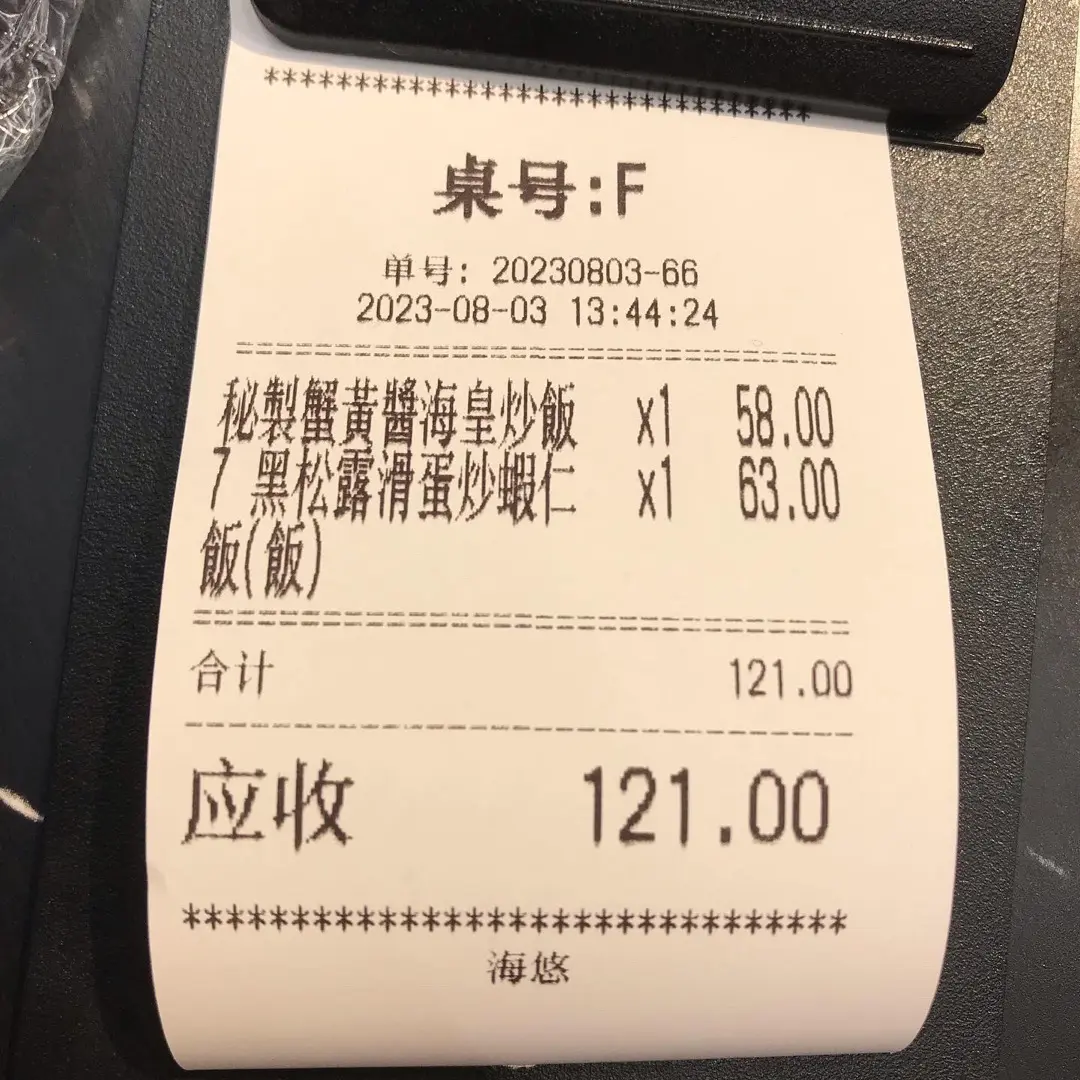 ******************************
桌号:F
单号: 20230803-66
2023-08-03 13:44:24
秘製蟹黃醬海皇炒飯 x1 58.00
7 黑松露滑蛋炒蝦仁 x1 63.00
飯(飯)
合计 121.00
应收 121.00
********************************
海悠